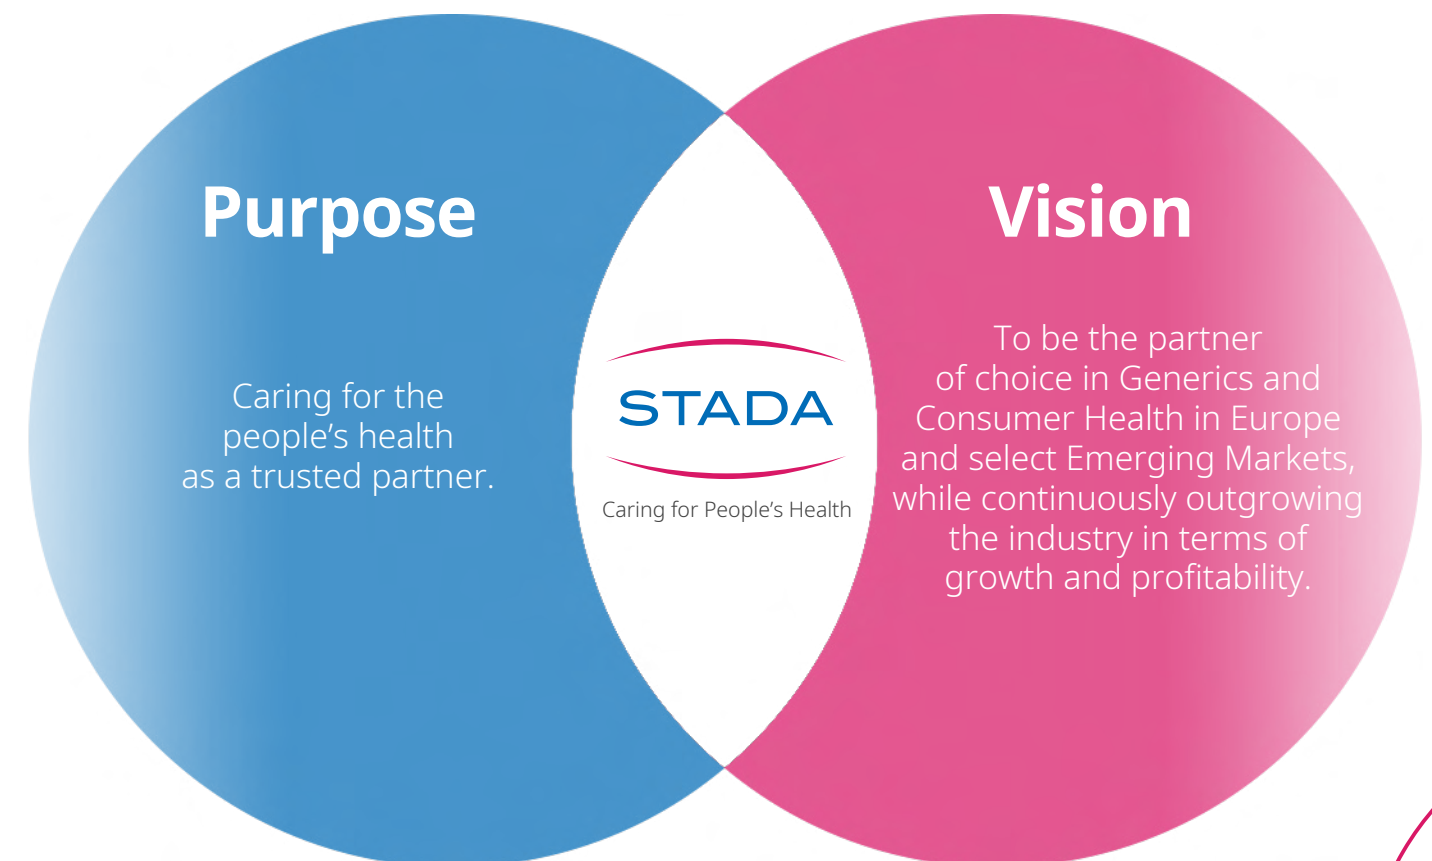 Purpose
Caring for the
people’s health
as a trusted partner.
STADA
Caring for People’s Health
Vision
To be the partner
of choice in Generics and
Consumer Health in Europe
and select Emerging Markets,
while continuously outgrowing
the industry in terms of
growth and profitability.